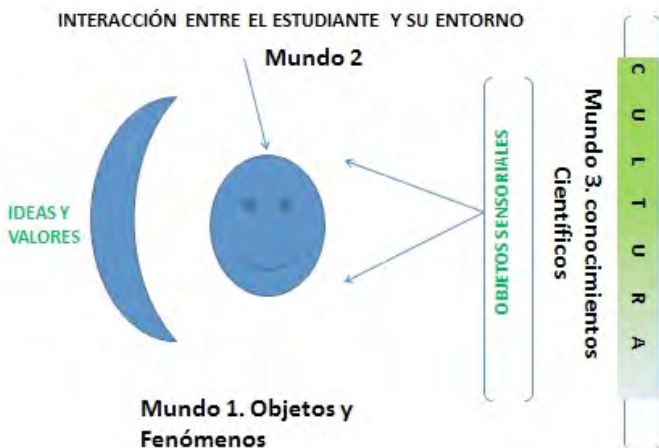 INTERACCIÓN ENTRE EL ESTUDIANTE Y SU ENTORNO
Mundo 2
IDEAS Y
VALORES
OBJETOS SENSORIALES
Mundo 3. conocimientos
Científicos
CULTURA
Mundo 1. Objetos y
Fenómenos